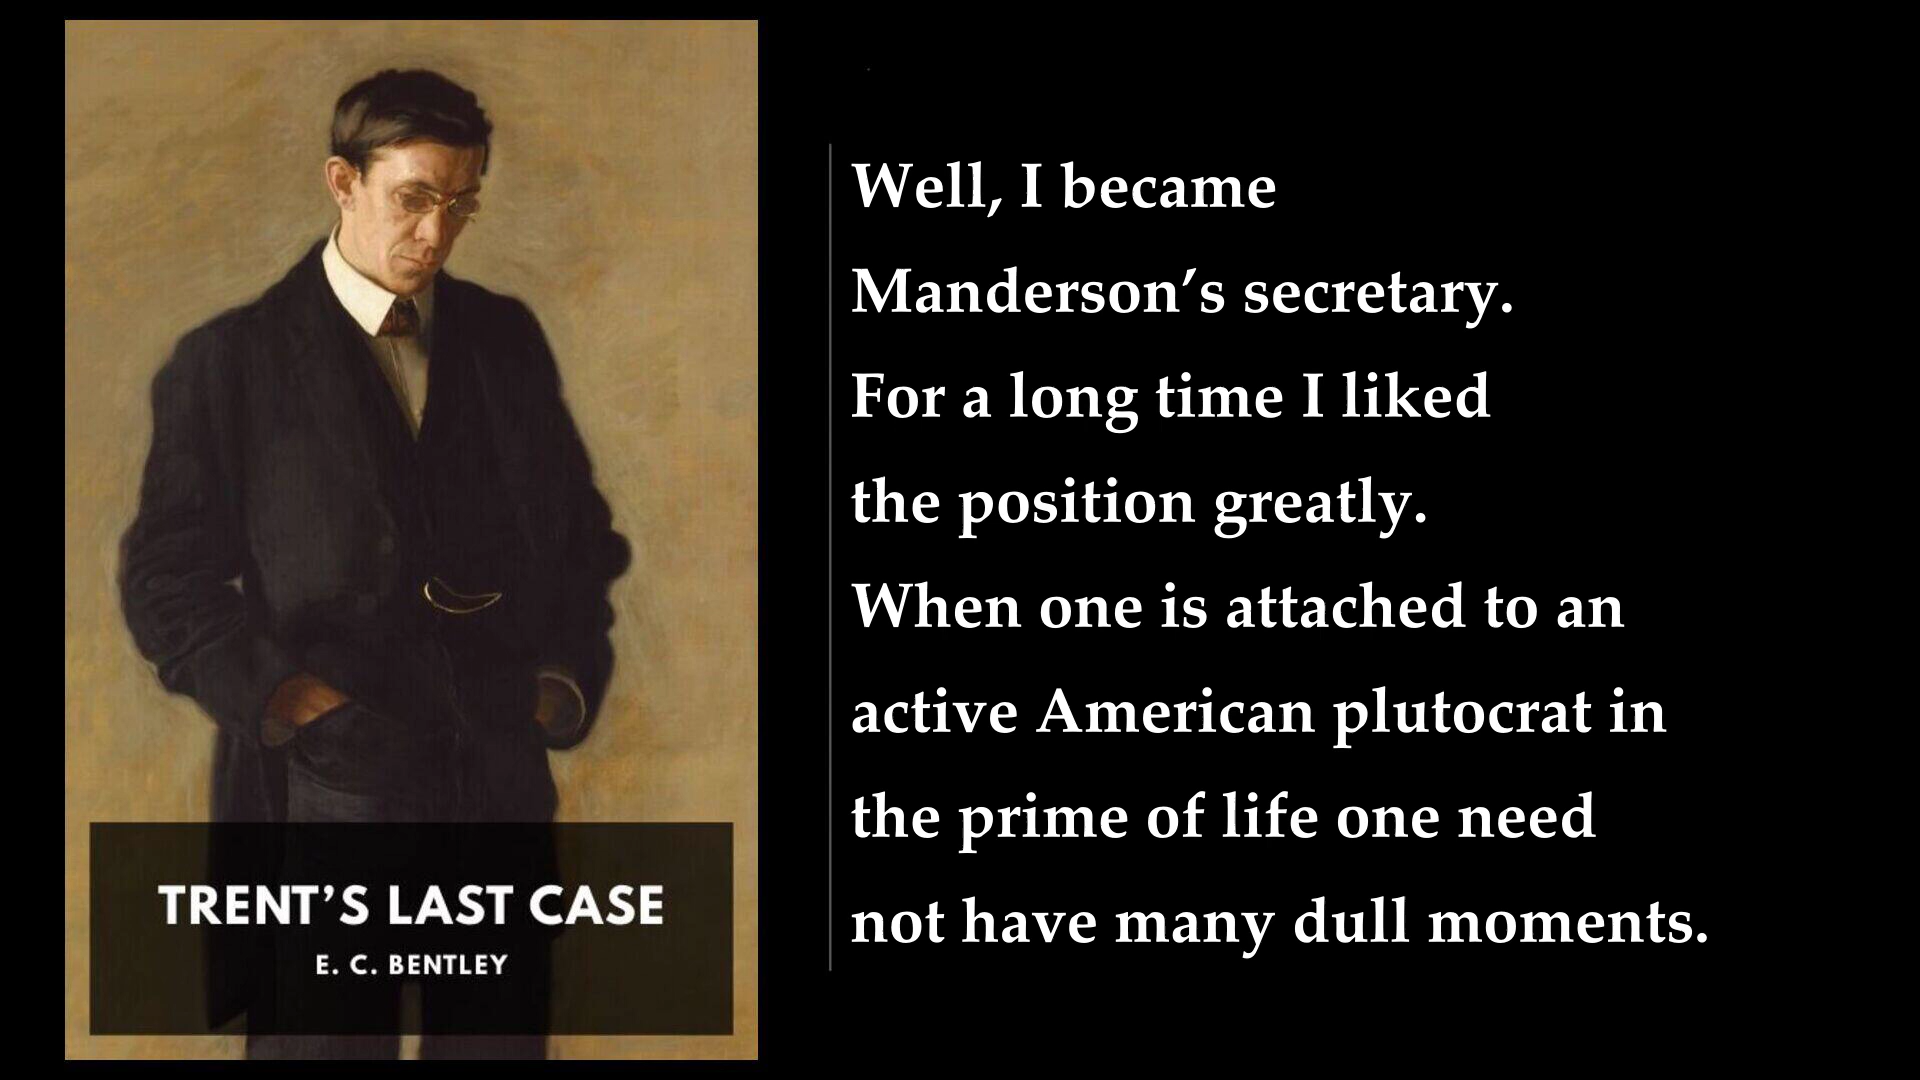 TRENT’S LAST CASE
E. C. BENTLEY
Well, I became
Manderson’s secretary.
For a long time I liked
the position greatly.
When one is attached to an
active American plutocrat in
the prime of life one need
not have many dull moments.